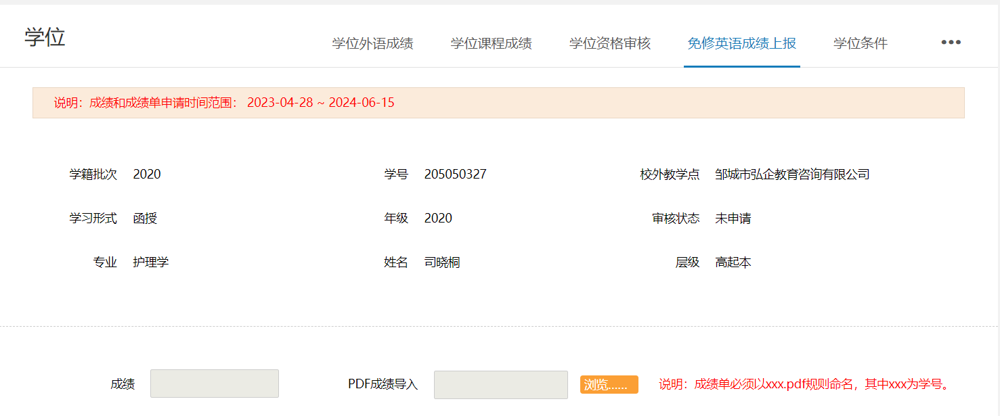 学位
学位外语成绩 学位课程成绩 学位资格审核 免修英语成绩上报 学位条件 •••
说明：成绩和成绩单申请时间范围： 2023-04-28 ~ 2024-06-15
学籍批次 2020 学号 205050327 校外教学点 邹城市弘企教育咨询有限公司
学习形式 函授 年级 2020 审核状态 未申请
专业 护理学 姓名 司晓桐 层级 高起本
成绩 PDF成绩导入 浏览...... 说明：成绩单必须以xxx.pdf规则命名，其中xxx为学号。